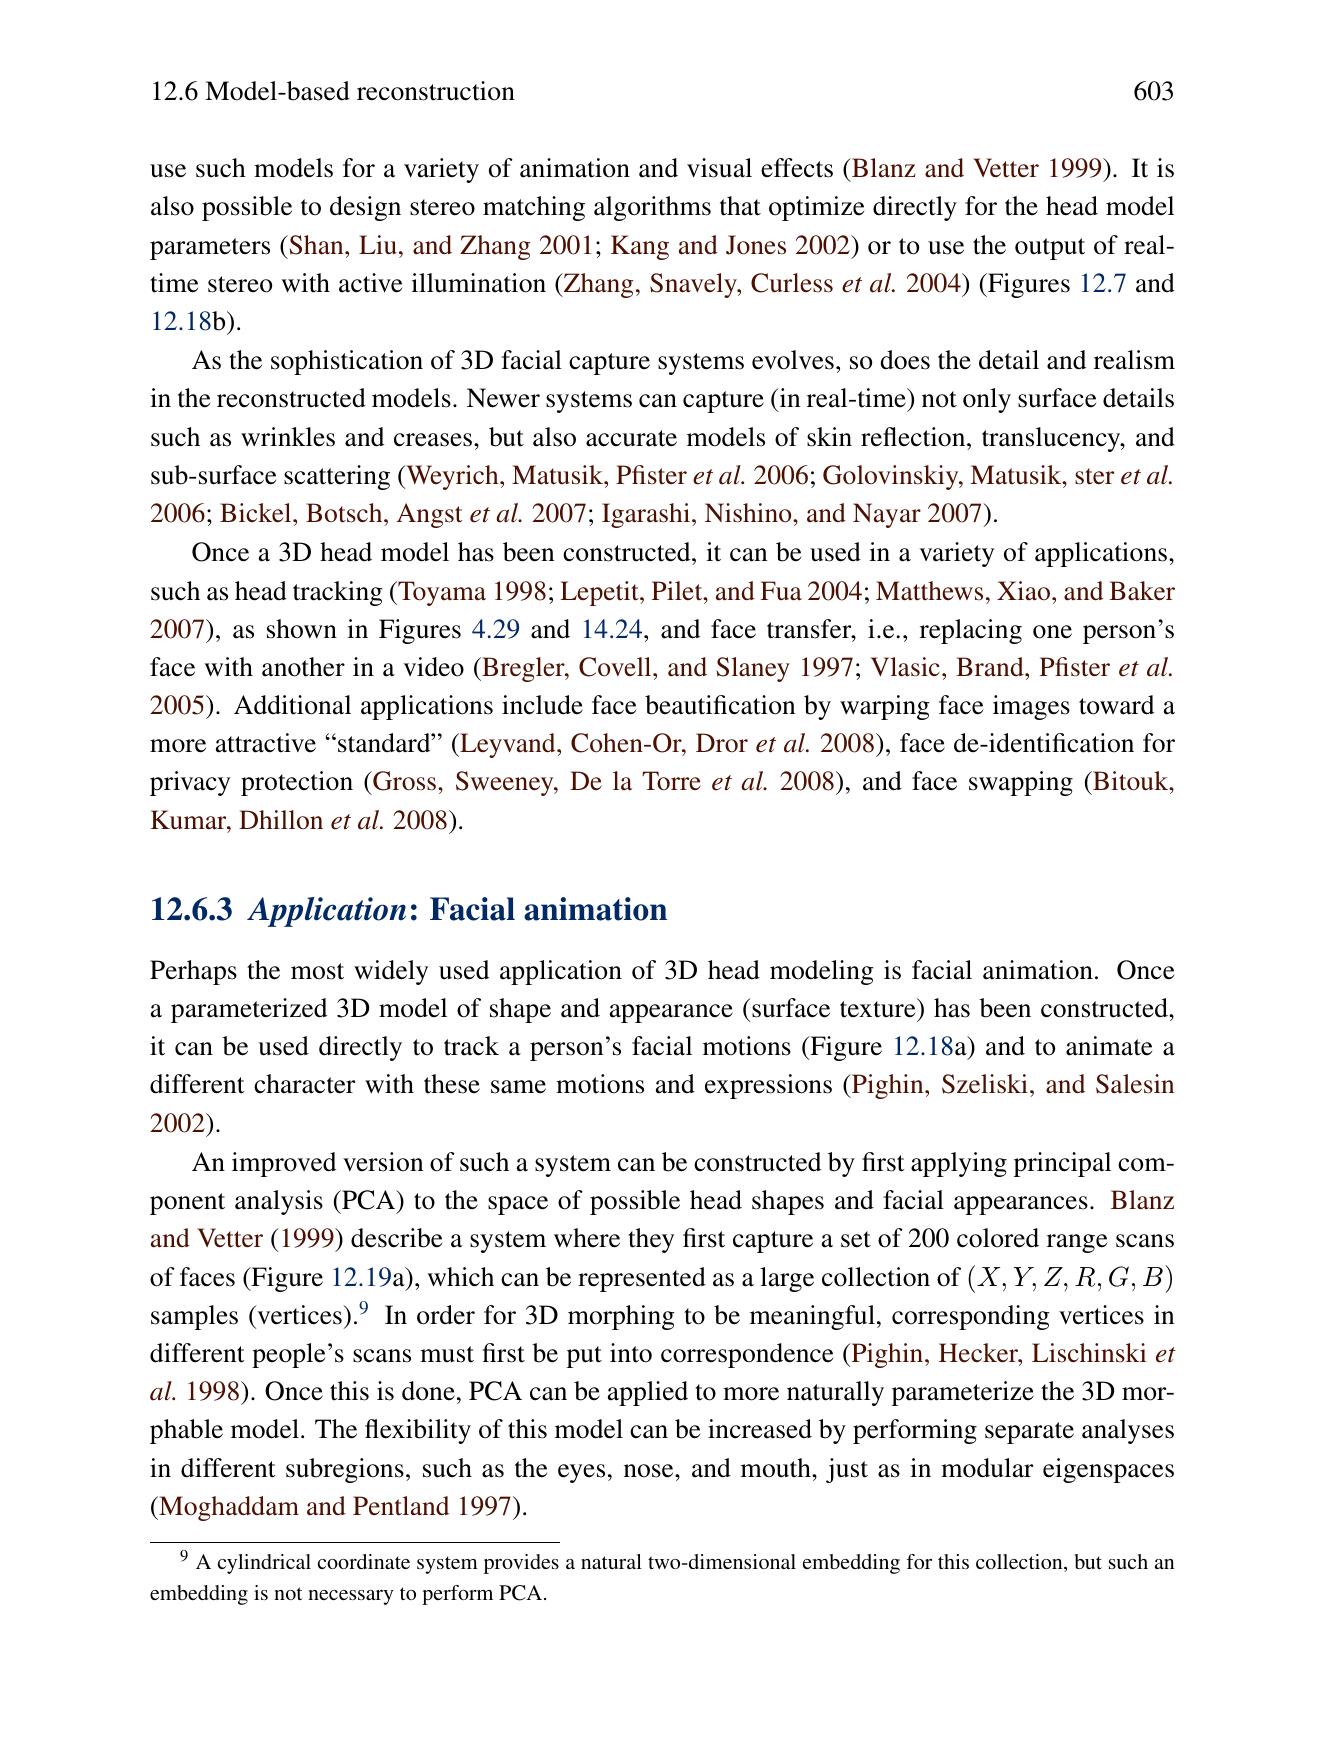 12.6 Model-based reconstruction 603
use such models for a variety of animation and visual effects (Blanz and Vetter 1999). It is
also possible to design stereo matching algorithms that optimize directly for the head model
parameters (Shan, Liu, and Zhang 2001; Kang and Jones 2002) or to use the output of real-
time stereo with active illumination (Zhang, Snavely, Curless et al. 2004) (Figures 12.7 and
12.18b).
As the sophistication of 3D facial capture systems evolves, so does the detail and realism
in the reconstructed models. Newer systems can capture (in real-time) not only surface details
such as wrinkles and creases, but also accurate models of skin reflection, translucency, and
sub-surface scattering (Weyrich, Matusik, Pfister et al. 2006; Golovinskiy, Matusik, ster et al.
2006; Bickel, Botsch, Angst et al. 2007; Igarashi, Nishino, and Nayar 2007).
Once a 3D head model has been constructed, it can be used in a variety of applications,
such as head tracking (Toyama 1998; Lepetit, Pilet, and Fua 2004; Matthews, Xiao, and Baker
2007), as shown in Figures 4.29 and 14.24, and face transfer, i.e., replacing one person's
face with another in a video (Bregler, Covell, and Slaney 1997; Vlasic, Brand, Pfister et al.
2005). Additional applications include face beautification by warping face images toward a
more attractive “standard” (Leyvand, Cohen-Or, Dror et al. 2008), face de-identification for
privacy protection (Gross, Sweeney, De la Torre et al. 2008), and face swapping (Bitouk,
Kumar, Dhillon et al. 2008).
12.6.3 Application: Facial animation
Perhaps the most widely used application of 3D head modeling is facial animation. Once
a parameterized 3D model of shape and appearance (surface texture) has been constructed,
it can be used directly to track a person's facial motions (Figure 12.18a) and to animate a
different character with these same motions and expressions (Pighin, Szeliski, and Salesin
2002).
An improved version of such a system can be constructed by first applying principal com-
ponent analysis (PCA) to the space of possible head shapes and facial appearances. Blanz
and Vetter (1999) describe a system where they first capture a set of 200 colored range scans
of faces (Figure 12.19a), which can be represented as a large collection of (X, Y, Z, R, G, B)
samples (vertices).⁹ In order for 3D morphing to be meaningful, corresponding vertices in
different people's scans must first be put into correspondence (Pighin, Hecker, Lischinski et
al. 1998). Once this is done, PCA can be applied to more naturally parameterize the 3D mor-
phable model. The flexibility of this model can be increased by performing separate analyses
in different subregions, such as the eyes, nose, and mouth, just as in modular eigenspaces
(Moghaddam and Pentland 1997).
⁹ A cylindrical coordinate system provides a natural two-dimensional embedding for this collection, but such an
embedding is not necessary to perform PCA.